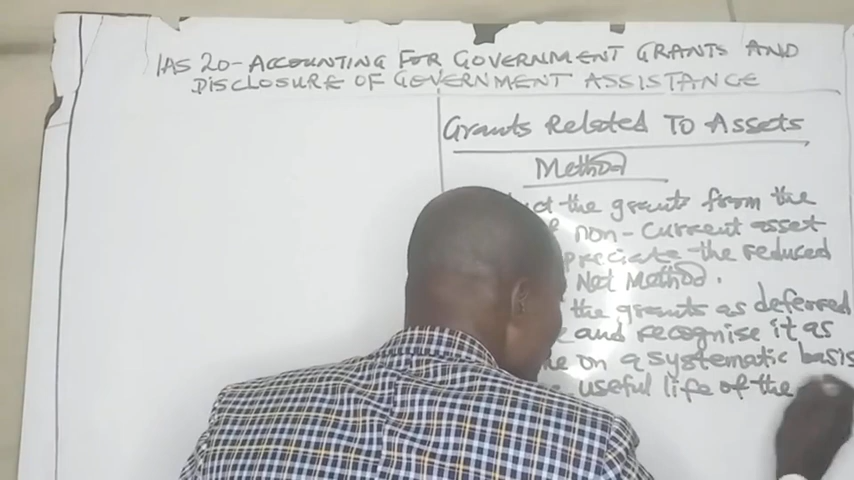 IAS 20-ACCOUNTING FOR GOVERNMENT GRANTS AND
DISCLOSURE OF GOVERNMENT ASSISTANCE
Grants Related To Assets
Method
the grants from the
non-current asset
the reduced
Net Method.
the grants as deferred
and recognise it as
on a systematic basis
useful life of the